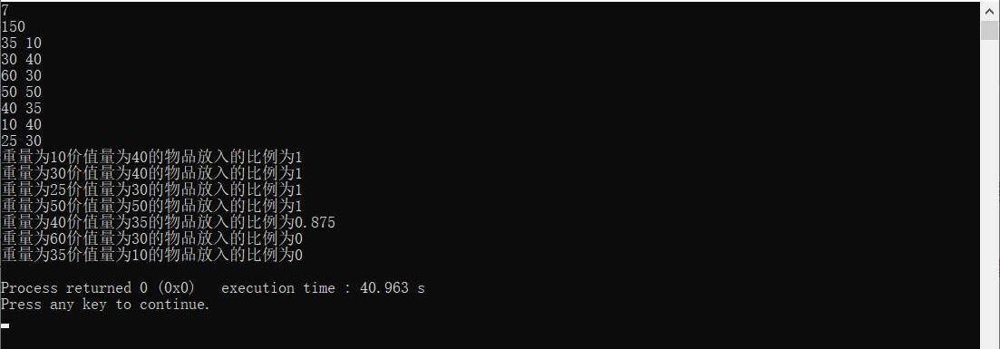 7
150
35 10
30 40
60 30
50 50
40 35
10 40
25 30
重量为10价值量为40的物品放入的比例为1
重量为30价值量为40的物品放入的比例为1
重量为25价值量为30的物品放入的比例为1
重量为50价值量为50的物品放入的比例为1
重量为40价值量为35的物品放入的比例为0.875
重量为60价值量为30的物品放入的比例为0
重量为35价值量为10的物品放入的比例为0
Process returned 0 (0x0)   execution time : 40.963 s
Press any key to continue.